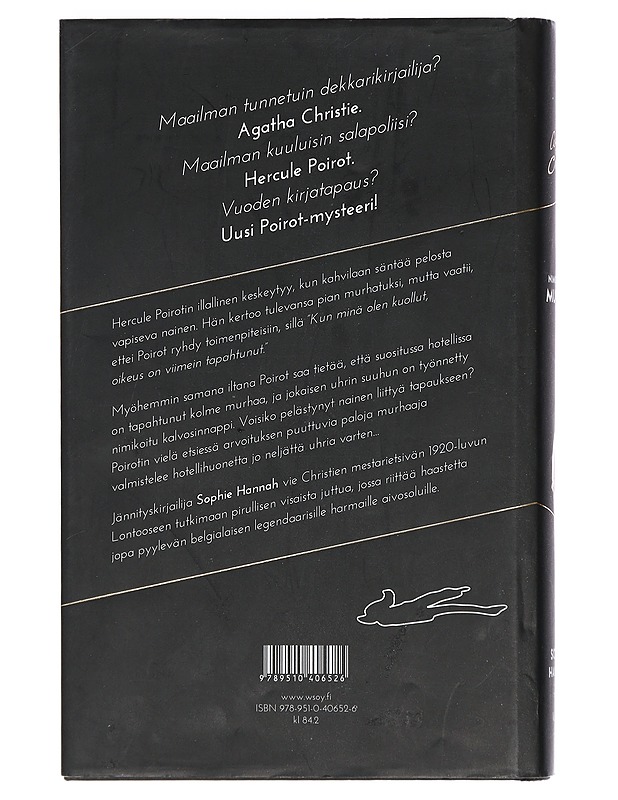 Maailman tunnetuin dekkarikirjailija?
Agatha Christie.
Maailman kuuluisin salapoliisi?
Hercule Poirot.
Vuoden kirjatapaus?
Uusi Poirot-mysteeri!
Hercule Poirotin illallinen keskeytyy, kun kahvilaan säntää pelosta
vapiseva nainen. Hän kertoo tulevansa pian murhatuksi, mutta vaatii,
ettei Poirot ryhdy toimenpiteisiin, sillä "Kun minä olen kuollut,
oikeus on viimein tapahtunut."
Myöhemmin samana iltana Poirot saa tietää, että suositussa hotellissa
on tapahtunut kolme murhaa, ja jokaisen uhrin suuhun on työnnetty
nimikoitu kalvosinnappi. Voisiko pelästynyt nainen liittyä tapaukseen?
Poirotin vielä etsiessä arvoituksen puuttuvia paloja murhaaja
valmistelee hotellihuonetta jo neljättä uhria varten...
Jännityskirjailija Sophie Hannah vie Christien mestarietsivän 1920-luvun
Lontooseen tutkimaan pirullisen visaista juttua, jossa riittää haastetta
jopa pyylevän belgialaisen legendaarisille harmaille aivosoluille.
9789510406526
www.wsoy.fi
ISBN 978-951-0-40652-6
kl 84.2